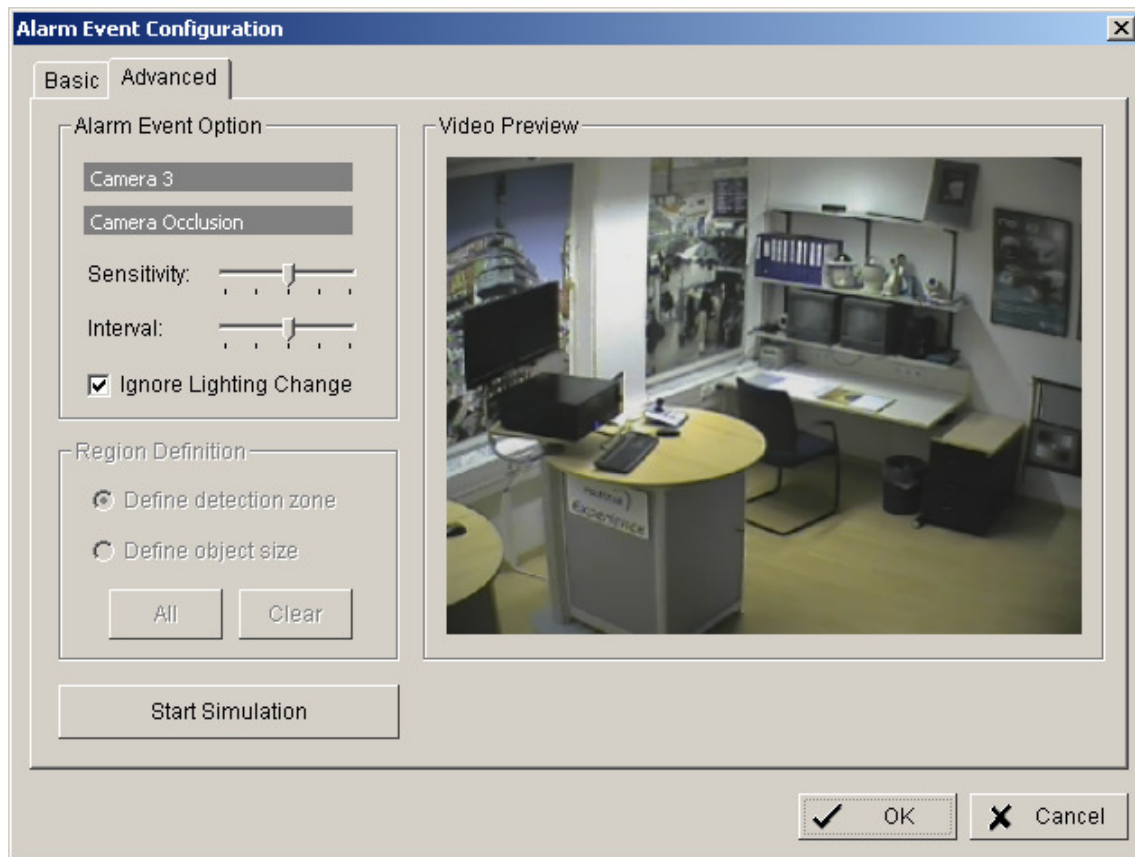 Alarm Event Configuration
Basic
Advanced
Alarm Event Option
Camera 3
Camera Occlusion
Sensitivity:
Interval:
Ignore Lighting Change
Region Definition
Define detection zone
Define object size
All
Clear
Start Simulation
Video Preview
Experience
OK
Cancel